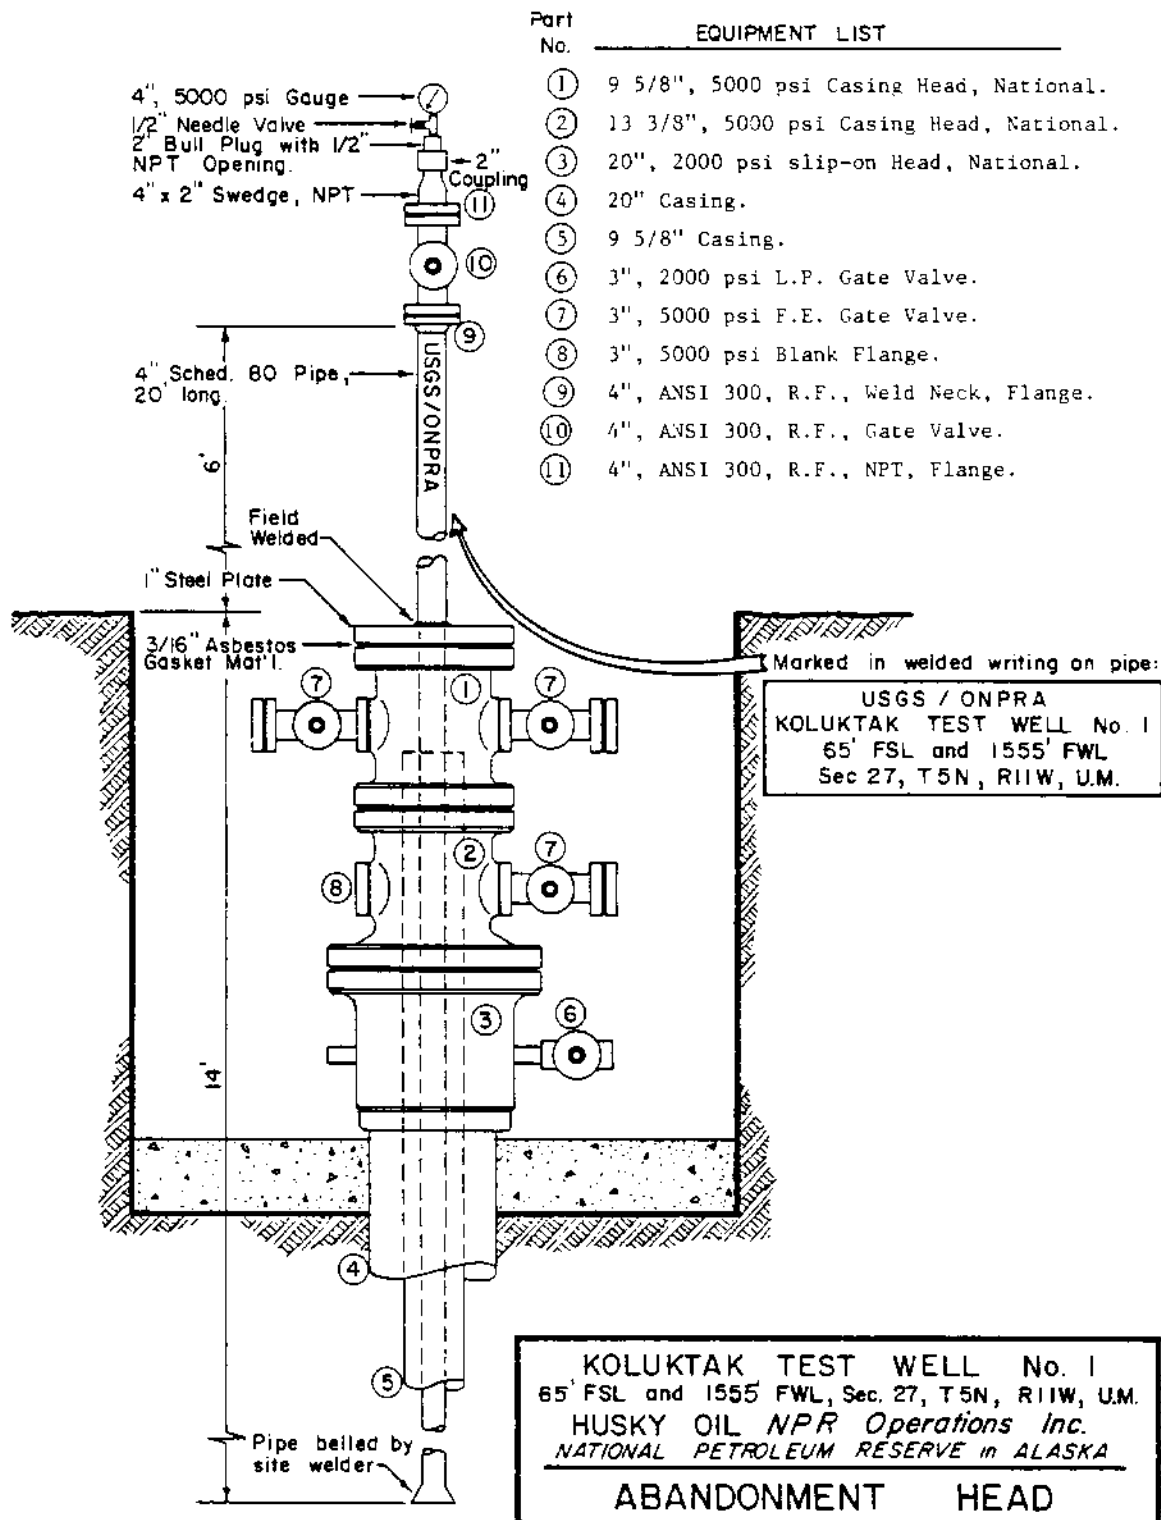 Part
No.
EQUIPMENT LIST
1 9 5/8", 5000 psi Casing Head, National.
2 13 3/8", 5000 psi Casing Head, National.
3 20", 2000 psi slip-on Head, National.
4 20" Casing.
5 9 5/8" Casing.
6 3", 2000 psi L.P. Gate Valve.
7 3", 5000 psi F.E. Gate Valve.
8 3", 5000 psi Blank Flange.
9 4", ANSI 300, R.F., Weld Neck, Flange.
10 4", ANSI 300, R.F., Gate Valve.
11 4", ANSI 300, R.F., NPT, Flange.
4", 5000 psi Gauge
1/2" Needle Valve
2" Bull Plug with 1/2"
NPT Opening.
2"
Coupling
4" x 2" Swedge, NPT
11
10
9
4" Sched. 80 Pipe,
20' long.
USGS/ONPRA
6'
Field
Welded
1" Steel Plate
3/16" Asbestos
Gasket Mat'l.
Marked in welded writing on pipe:
USGS / ONPRA
KOLUKTAK TEST WELL No. 1
65' FSL and 1555' FWL
Sec 27, T5N, R11W, U.M.
7
1
7
2
7
8
3
6
14'
4
5
Pipe belled by
site welder
KOLUKTAK TEST WELL No. 1
65' FSL and 1555' FWL, Sec. 27, T5N, R11W, U.M.
HUSKY OIL NPR Operations Inc.
NATIONAL PETROLEUM RESERVE in ALASKA
ABANDONMENT HEAD